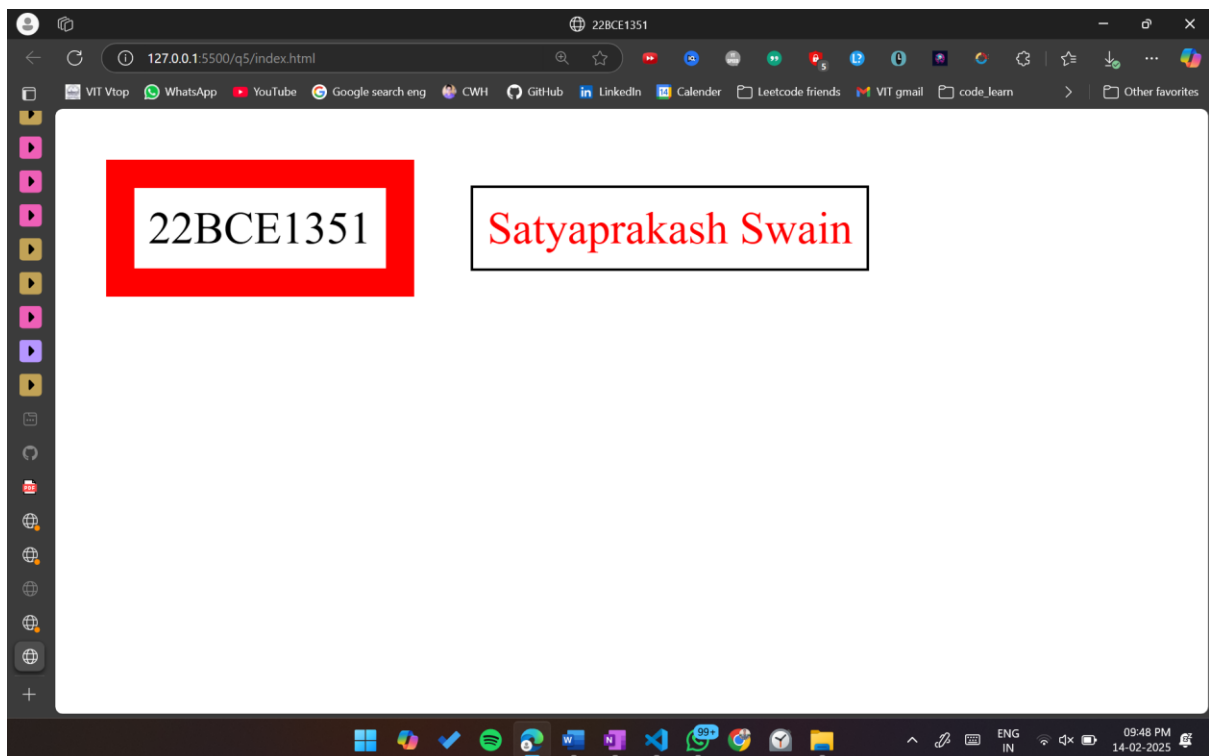 22BCE1351
127.0.0.1:5500/q5/index.html
5
VIT Vtop WhatsApp YouTube Google search eng CWH GitHub LinkedIn Calender Leetcode friends VIT gmail code_learn Other favorites
22BCE1351 Satyaprakash Swain
99+
ENG 09:48 PM
IN 14-02-2025